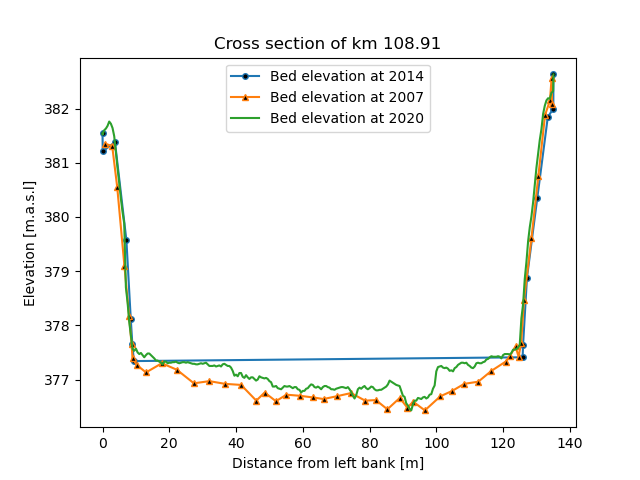 Cross section of km 108.91
Bed elevation at 2014
Bed elevation at 2007
Bed elevation at 2020
Elevation [m.a.s.l]
382
381
380
379
378
377
0 20 40 60 80 100 120 140
Distance from left bank [m]